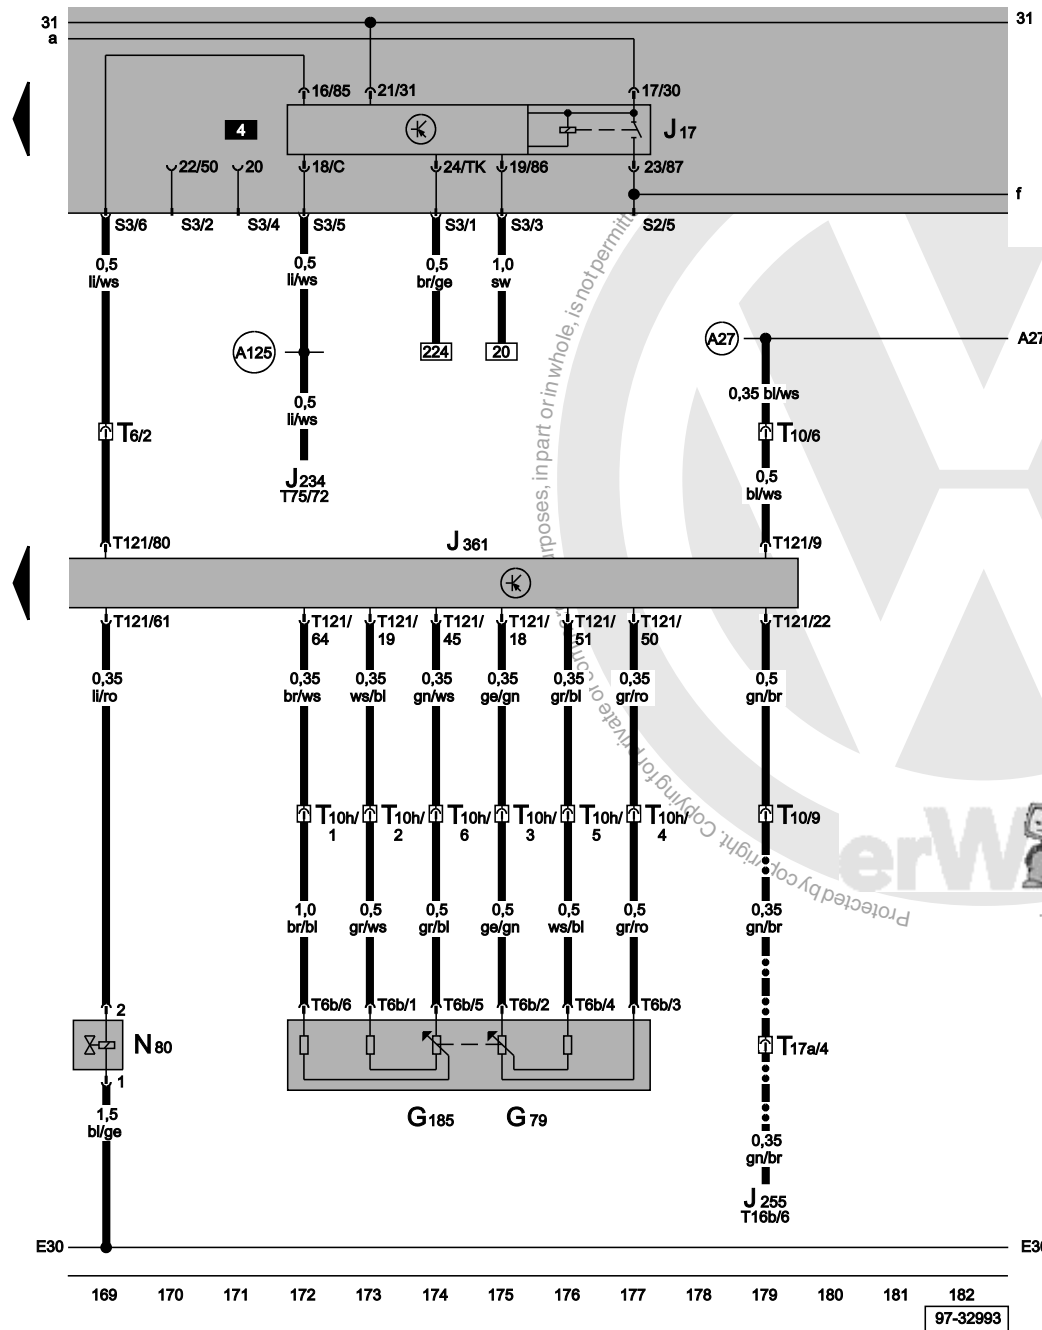 31
31
a
16/85
21/31
17/30
4
J 17
22/50
20
18/C
24/TK
19/86
23/87
f
S3/6
S3/2
S3/4
S3/5
S3/1
S3/3
S2/5
0,5
li/ws
0,5
li/ws
0,5
br/ge
1,0
sw
A125
224
20
A27
A27
0,5
li/ws
0,35 bl/ws
T6/2
T10/6
J 234
T75/72
0,5
bl/ws
T121/80
J 361
T121/9
T121/61
T121/
64
T121/
19
T121/
45
T121/
18
T121/
51
T121/
50
T121/22
0,35
li/ro
0,35
br/ws
0,35
ws/bl
0,35
gn/ws
0,35
ge/gn
0,35
gr/bl
0,35
gr/ro
0,5
gn/br
T10h/
1
T10h/
2
T10h/
6
T10h/
3
T10h/
5
T10h/
4
T10/9
1,0
br/bl
0,5
gr/ws
0,5
gr/bl
0,5
ge/gn
0,5
ws/bl
0,5
gr/ro
0,35
gn/br
2
T6b/6
T6b/1
T6b/5
T6b/2
T6b/4
T6b/3
N 80
T17a/4
1
1,5
bl/ge
G 185
G 79
0,35
gn/br
J 255
T16b/6
E30
E30
169 170 171 172 173 174 175 176 177 178 179 180 181 182
97-32993
Protected by copyright. Copying for private or
purposes, in part or in whole, is not
erW